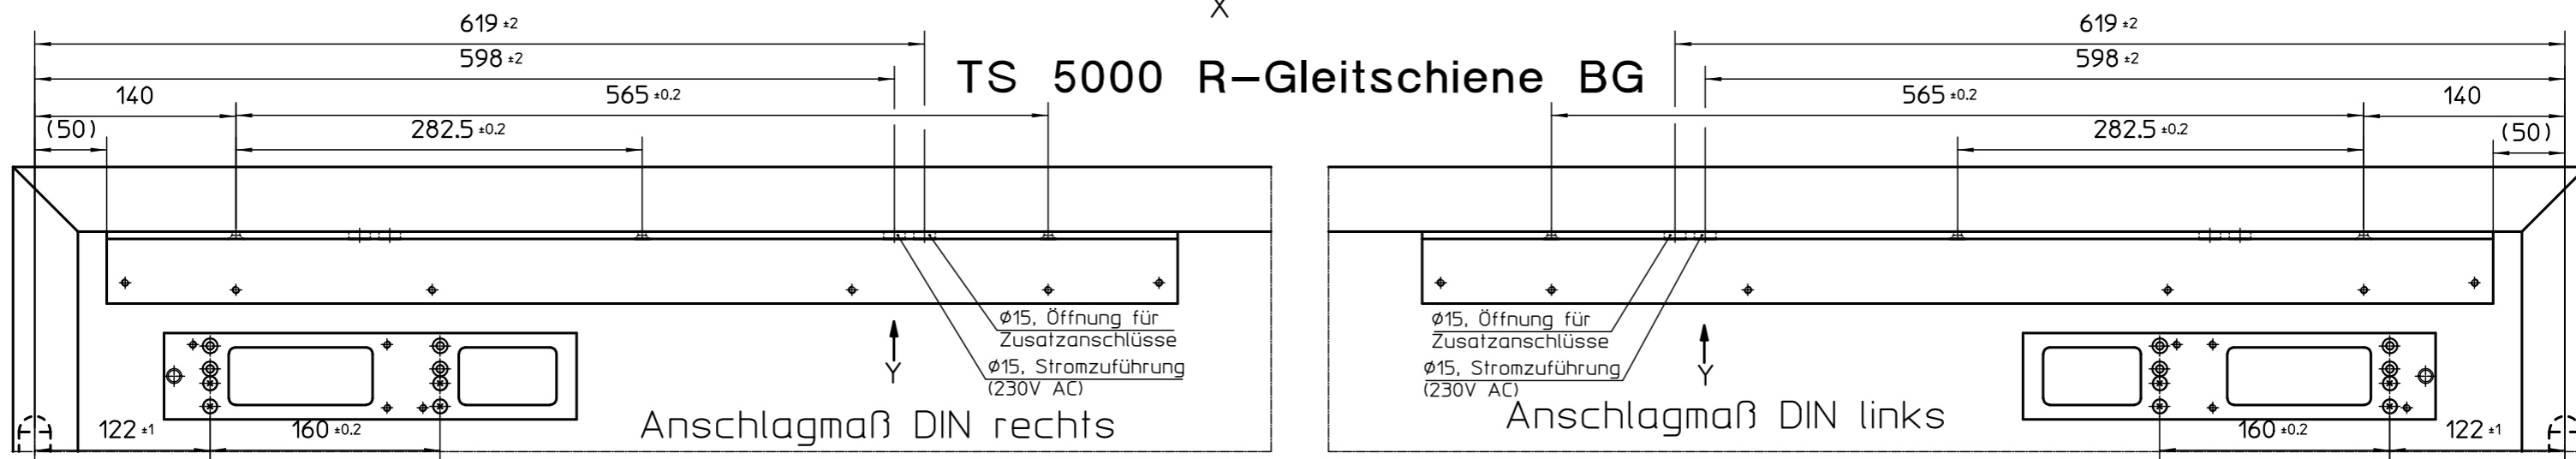 X
619 ±2
619 ±2
598 ±2
598 ±2
TS 5000 R-Gleitschiene BG
140
565 ±0.2
565 ±0.2
140
(50)
282.5 ±0.2
282.5 ±0.2
(50)
ø15, Öffnung für
Zusatzanschlüsse
ø15, Stromzuführung
(230V AC)
Y
ø15, Öffnung für
Zusatzanschlüsse
ø15, Stromzuführung
(230V AC)
Y
Anschlagmaß DIN rechts
Anschlagmaß DIN links
122 ±1
160 ±0.2
160 ±0.2
122 ±1